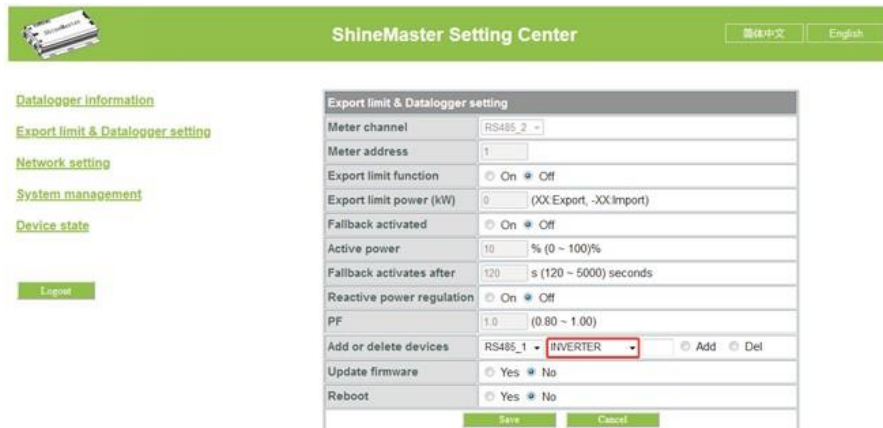 ShineMaster
ShineMaster Setting Center
简体中文
English
Datalogger information
Export limit & Datalogger setting
Network setting
System management
Device state
Logout
Export limit & Datalogger setting
Meter channel RS485_2
Meter address 1
Export limit function On Off
Export limit power (kW) 0 (XX:Export, -XX:Import)
Fallback activated On Off
Active power 10 % (0 ~ 100)%
Fallback activates after 120 s (120 ~ 5000) seconds
Reactive power regulation On Off
PF 1.0 (0.80 ~ 1.00)
Add or delete devices RS485_1 INVERTER Add Del
Update firmware Yes No
Reboot Yes No
Save Cancel